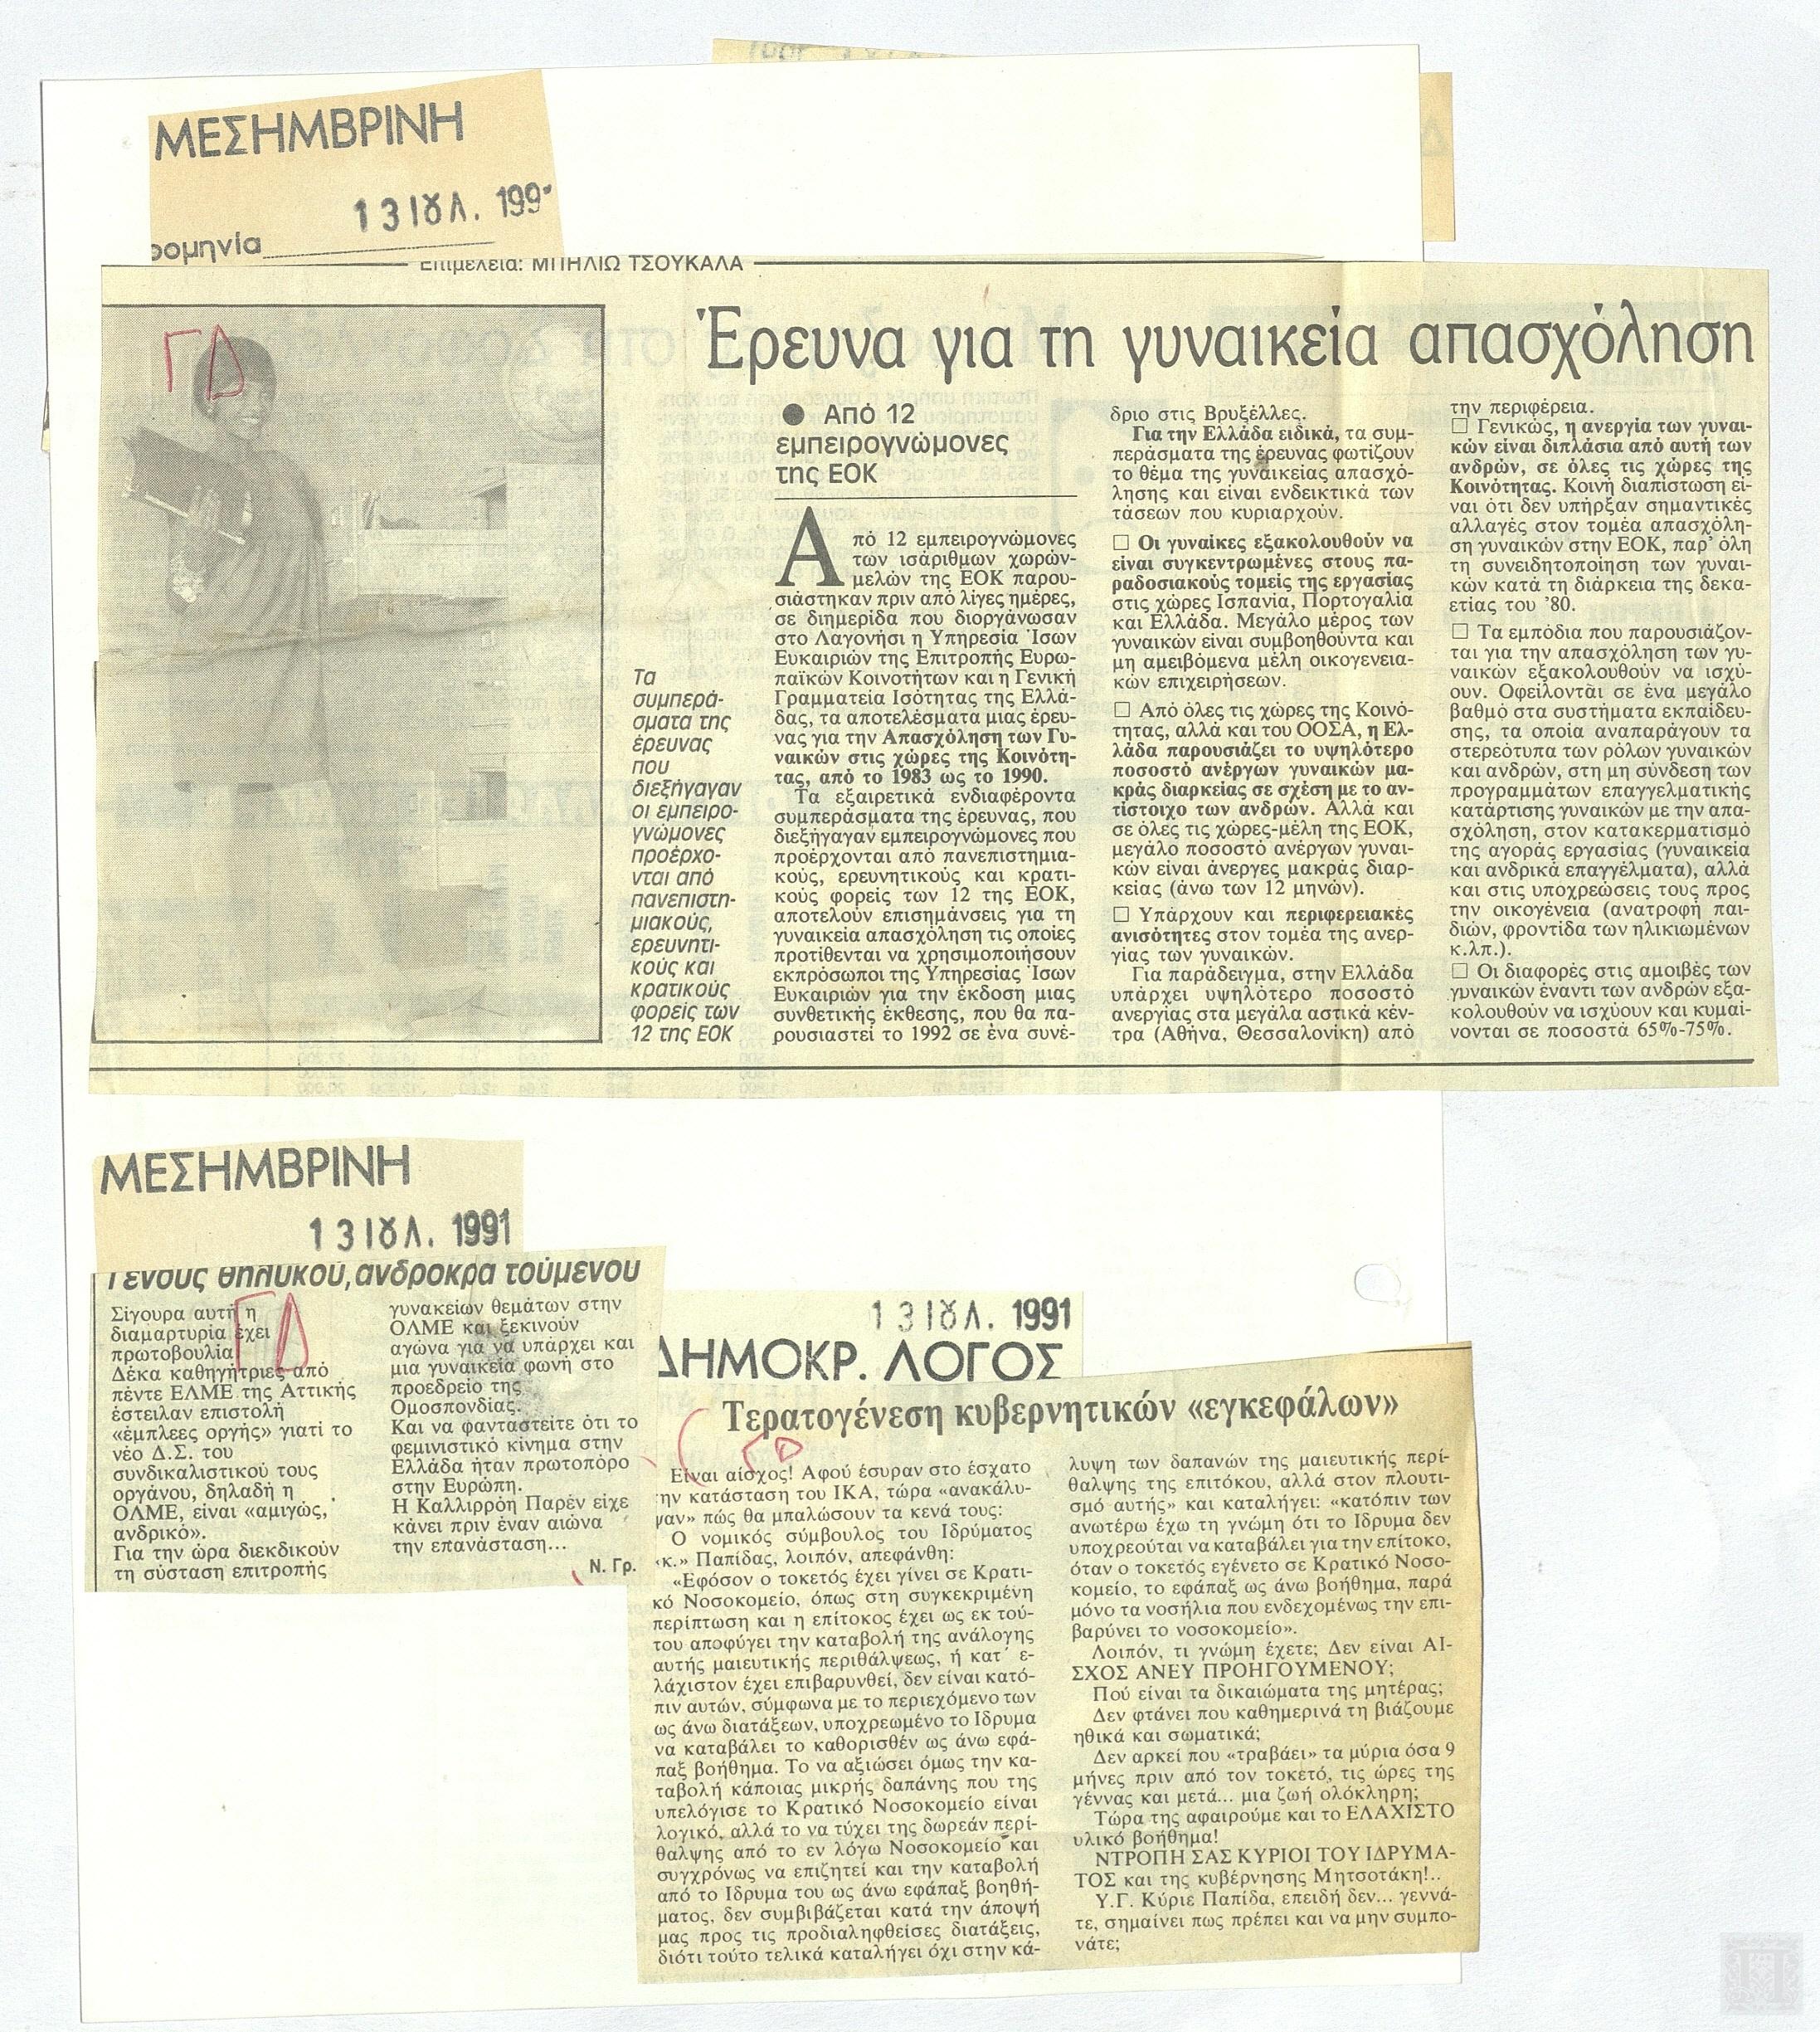 ΜΕΣΗΜΒΡΙΝΗ
13 ΙΟΥΛ. 199
ρομηνία
Επιμέλεια: ΜΠΗΛΙΩ ΤΣΟΥΚΑΛΑ
ΓΔ
Έρευνα για τη γυναικεία απασχόληση
● Από 12
εμπειρογνώμονες
της ΕΟΚ
Τα
συμπερά-
σματα της
έρευνας
που
διεξήγαγαν
οι εμπειρο-
γνώμονες
προέρχο-
νται από
πανεπιστη-
μιακούς,
ερευνητι-
κούς και
κρατικούς
φορείς των
12 της ΕΟΚ
Από 12 εμπειρογνώμονες
των ισάριθμων χωρών-
μελών της ΕΟΚ παρου-
σιάστηκαν πριν από λίγες ημέρες,
σε διημερίδα που διοργάνωσαν
στο Λαγονήσι η Υπηρεσία Ίσων
Ευκαιριών της Επιτροπής Ευρω-
παϊκών Κοινοτήτων και η Γενική
Γραμματεία Ισότητας της Ελλά-
δας, τα αποτελέσματα μιας έρευ-
νας για την Απασχόληση των Γυ-
ναικών στις χώρες της Κοινότη-
τας, από το 1983 ως το 1990.
Τα εξαιρετικά ενδιαφέροντα
συμπεράσματα της έρευνας, που
διεξήγαγαν εμπειρογνώμονες που
προέρχονται από πανεπιστημια-
κούς, ερευνητικούς και κρατι-
κούς φορείς των 12 της ΕΟΚ,
αποτελούν επισημάνσεις για τη
γυναικεία απασχόληση τις οποίες
προτίθενται να χρησιμοποιήσουν
εκπρόσωποι της Υπηρεσίας Ίσων
Ευκαιριών για την έκδοση μιας
συνθετικής έκθεσης, που θα πα-
ρουσιαστεί το 1992 σε ένα συνέ-
δριο στις Βρυξέλλες.
Για την Ελλάδα ειδικά, τα συμ-
περάσματα της έρευνας φωτίζουν
το θέμα της γυναικείας απασχό-
λησης και είναι ενδεικτικά των
τάσεων που κυριαρχούν.
□ Οι γυναίκες εξακολουθούν να
είναι συγκεντρωμένες στους πα-
ραδοσιακούς τομείς της εργασίας
στις χώρες Ισπανία, Πορτογαλία
και Ελλάδα. Μεγάλο μέρος των
γυναικών είναι συμβοηθούντα και
μη αμειβόμενα μέλη οικογενεια-
κών επιχειρήσεων.
□ Από όλες τις χώρες της Κοινό-
τητας, αλλά και του ΟΟΣΑ, η Ελ-
λάδα παρουσιάζει το υψηλότερο
ποσοστό ανέργων γυναικών μα-
κράς διαρκείας σε σχέση με το αν-
τίστοιχο των ανδρών. Αλλά και
σε όλες τις χώρες-μέλη της ΕΟΚ,
μεγάλο ποσοστό ανέργων γυναι-
κών είναι άνεργες μακράς διαρ-
κείας (άνω των 12 μηνών).
□ Υπάρχουν και περιφερειακές
ανισότητες στον τομέα της ανερ-
γίας των γυναικών.
Για παράδειγμα, στην Ελλάδα
υπάρχει υψηλότερο ποσοστό
ανεργίας στα μεγάλα αστικά κέν-
τρα (Αθήνα, Θεσσαλονίκη) από
την περιφέρεια.
□ Γενικώς, η ανεργία των γυναι-
κών είναι διπλάσια από αυτή των
ανδρών, σε όλες τις χώρες της
Κοινότητας. Κοινή διαπίστωση εί-
ναι ότι δεν υπήρξαν σημαντικές
αλλαγές στον τομέα απασχόλη-
ση γυναικών στην ΕΟΚ, παρ' όλη
τη συνειδητοποίηση των γυναι-
κών κατά τη διάρκεια της δεκα-
ετίας του '80.
□ Τα εμπόδια που παρουσιάζον-
ται για την απασχόληση των γυ-
ναικών εξακολουθούν να ισχύ-
ουν. Οφείλονται σε ένα μεγάλο
βαθμό στα συστήματα εκπαίδευ-
σης, τα οποία αναπαράγουν τα
στερεότυπα των ρόλων γυναικών
και ανδρών, στη μη σύνδεση των
προγραμμάτων επαγγελματικής
κατάρτισης γυναικών με την απα-
σχόληση, στον κατακερματισμό
της αγοράς εργασίας (γυναικεία
και ανδρικά επαγγέλματα), αλλά
και στις υποχρεώσεις τους προς
την οικογένεια (ανατροφή παι-
διών, φροντίδα των ηλικιωμένων
κ.λπ.).
□ Οι διαφορές στις αμοιβές των
γυναικών έναντι των ανδρών εξα-
κολουθούν να ισχύουν και κυμαί-
νονται σε ποσοστά 65%-75%.
ΜΕΣΗΜΒΡΙΝΗ
13 ΙΟΥΛ. 1991
Γένους θηλυκού, ανδροκρατούμενου
ΓΔ
Σίγουρα αυτή η
διαμαρτυρία έχει
πρωτοβουλία
Δέκα καθηγήτριες από
πέντε ΕΛΜΕ της Αττικής
έστειλαν επιστολή
«έμπλεες οργής» γιατί το
νέο Δ.Σ. του
συνδικαλιστικού τους
οργάνου, δηλαδή η
ΟΛΜΕ, είναι «αμιγώς,
ανδρικό».
Για την ώρα διεκδικούν
τη σύσταση επιτροπής
γυνακείων θεμάτων στην
ΟΛΜΕ και ξεκινούν
αγώνα για να υπάρχει και
μια γυναικεία φωνή στο
προεδρείο της
Ομοσπονδίας.
Και να φανταστείτε ότι το
φεμινιστικό κίνημα στην
Ελλάδα ήταν πρωτοπόρο
στην Ευρώπη.
Η Καλλιρρόη Παρέν είχε
κάνει πριν έναν αιώνα
την επανάσταση...
Ν. Γρ.
13 ΙΟΥΛ. 1991
ΔΗΜΟΚΡ. ΛΟΓΟΣ
Τερατογένεση κυβερνητικών «εγκεφάλων»
ΓΔ
Είναι αίσχος! Αφού έσυραν στο έσχατο
την κατάσταση του ΙΚΑ, τώρα «ανακάλυ-
ψαν» πώς θα μπαλώσουν τα κενά τους:
Ο νομικός σύμβουλος του Ιδρύματος
«κ.» Παπίδας, λοιπόν, απεφάνθη:
«Εφόσον ο τοκετός έχει γίνει σε Κρατι-
κό Νοσοκομείο, όπως στη συγκεκριμένη
περίπτωση και η επίτοκος έχει ως εκ τού-
του αποφύγει την καταβολή της ανάλογης
αυτής μαιευτικής περιθάλψεως, ή κατ' ε-
λάχιστον έχει επιβαρυνθεί, δεν είναι κατό-
πιν αυτών, σύμφωνα με το περιεχόμενο των
ως άνω διατάξεων, υποχρεωμένο το Ιδρυμα
να καταβάλει το καθορισθέν ως άνω εφά-
παξ βοήθημα. Το να αξιώσει όμως την κα-
ταβολή κάποιας μικρής δαπάνης που της
υπελόγισε το Κρατικό Νοσοκομείο είναι
λογικό, αλλά το να τύχει της δωρεάν περί-
θαλψης από το εν λόγω Νοσοκομείο και
συγχρόνως να επιζητεί και την καταβολή
από το Ιδρυμα του ως άνω εφάπαξ βοηθή-
ματος, δεν συμβιβάζεται κατά την άποψή
μας προς τις προδιαληφθείσες διατάξεις,
διότι τούτο τελικά καταλήγει όχι στην κά-
λυψη των δαπανών της μαιευτικής περί-
θαλψης της επιτόκου, αλλά στον πλουτι-
σμό αυτής» και καταλήγει: «κατόπιν των
ανωτέρω έχω τη γνώμη ότι το Ιδρυμα δεν
υποχρεούται να καταβάλει για την επίτοκο,
όταν ο τοκετός εγένετο σε Κρατικό Νοσο-
κομείο, το εφάπαξ ως άνω βοήθημα, παρά
μόνο τα νοσήλια που ενδεχομένως την επι-
βαρύνει το νοσοκομείο».
Λοιπόν, τι γνώμη έχετε; Δεν είναι ΑΙ-
ΣΧΟΣ ΑΝΕΥ ΠΡΟΗΓΟΥΜΕΝΟΥ;
Πού είναι τα δικαιώματα της μητέρας;
Δεν φτάνει που καθημερινά τη βιάζουμε
ηθικά και σωματικά;
Δεν αρκεί που «τραβάει» τα μύρια όσα 9
μήνες πριν από τον τοκετό, τις ώρες της
γέννας και μετά... μια ζωή ολόκληρη;
Τώρα της αφαιρούμε και το ΕΛΑΧΙΣΤΟ
υλικό βοήθημα!
ΝΤΡΟΠΗ ΣΑΣ ΚΥΡΙΟΙ ΤΟΥ ΙΔΡΥΜΑ-
ΤΟΣ και της κυβέρνησης Μητσοτάκη!..
Υ.Γ. Κύριε Παπίδα, επειδή δεν... γεννά-
τε, σημαίνει πως πρέπει και να μην συμπο-
νάτε;